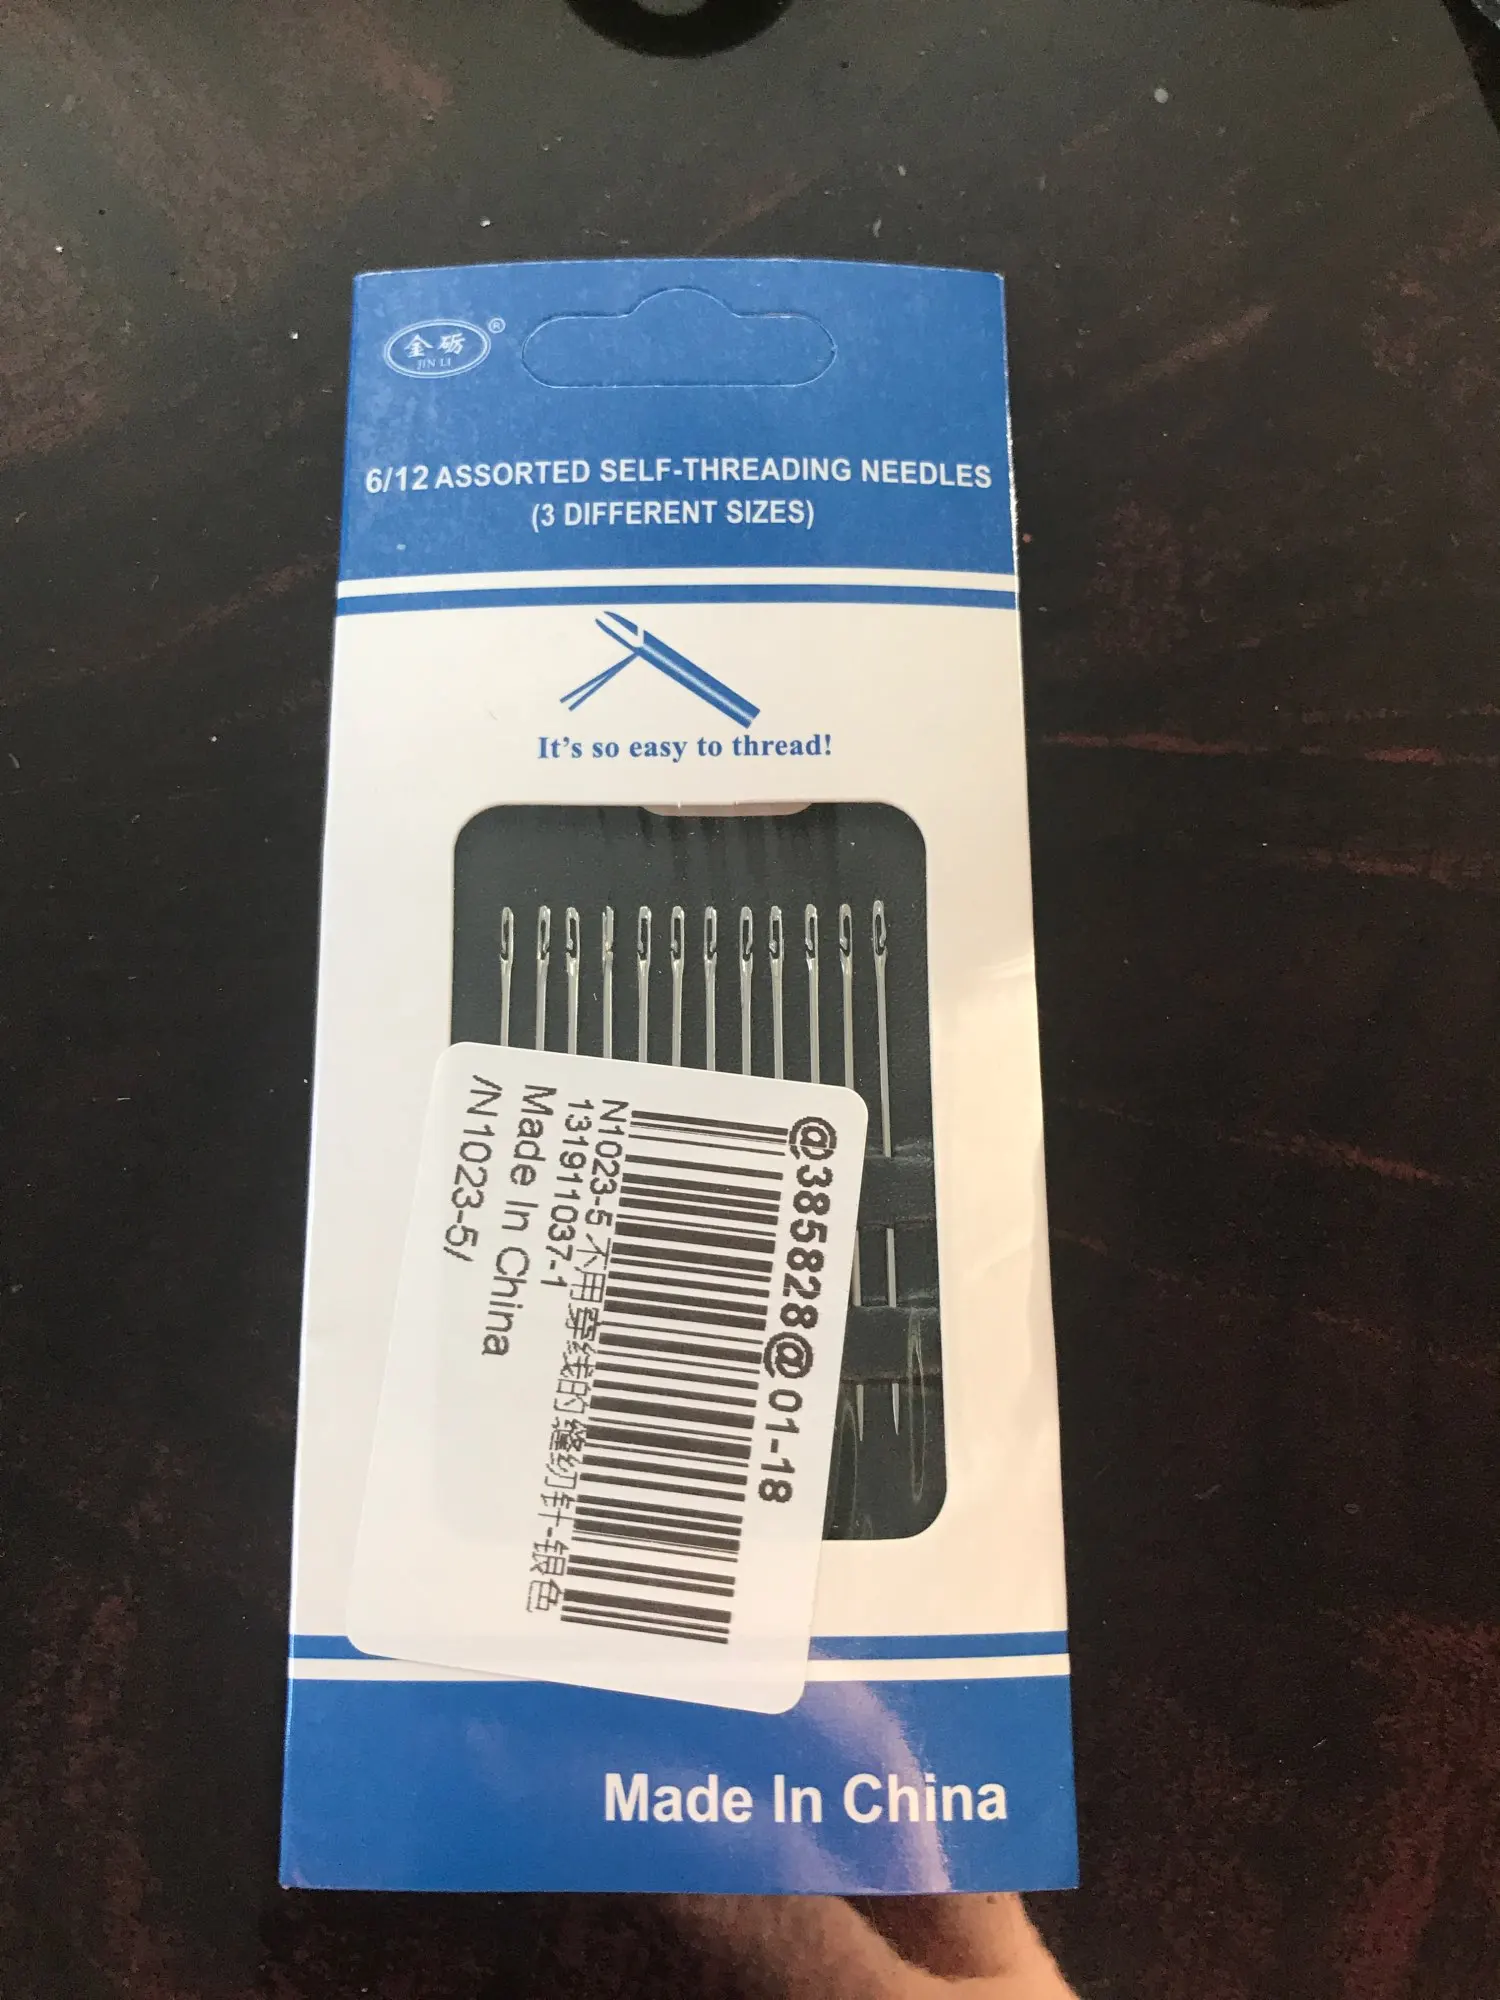 金砺
JIN LI
®
6/12 ASSORTED SELF-THREADING NEEDLES
(3 DIFFERENT SIZES)
It's so easy to thread!
@385828@01-18
N1023-5 不用穿线的缝纫针-银色
131911037-1
Made In China
/N1023-5/
Made In China